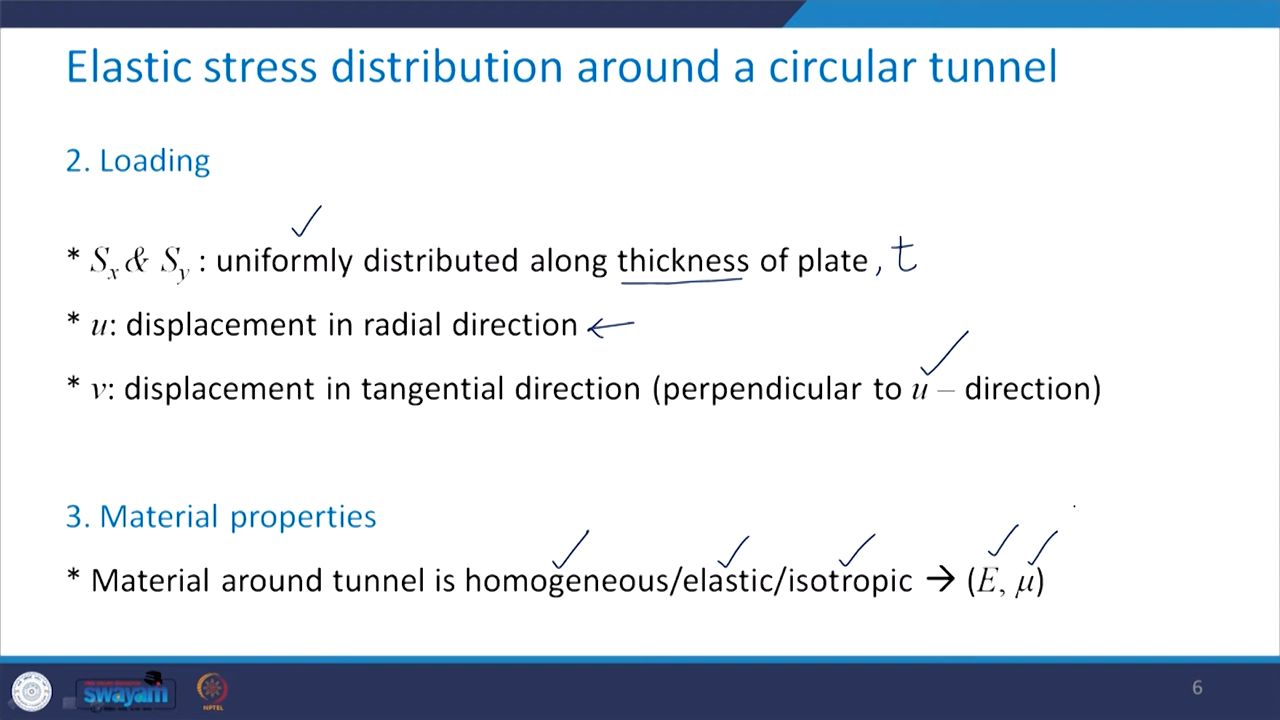 Elastic stress distribution around a circular tunnel
2. Loading
* Sx & Sy : uniformly distributed along thickness of plate, t
* u: displacement in radial direction ←
* v: displacement in tangential direction (perpendicular to u – direction)
3. Material properties
* Material around tunnel is homogeneous/elastic/isotropic → (E, μ)
swayam
NPTEL
6